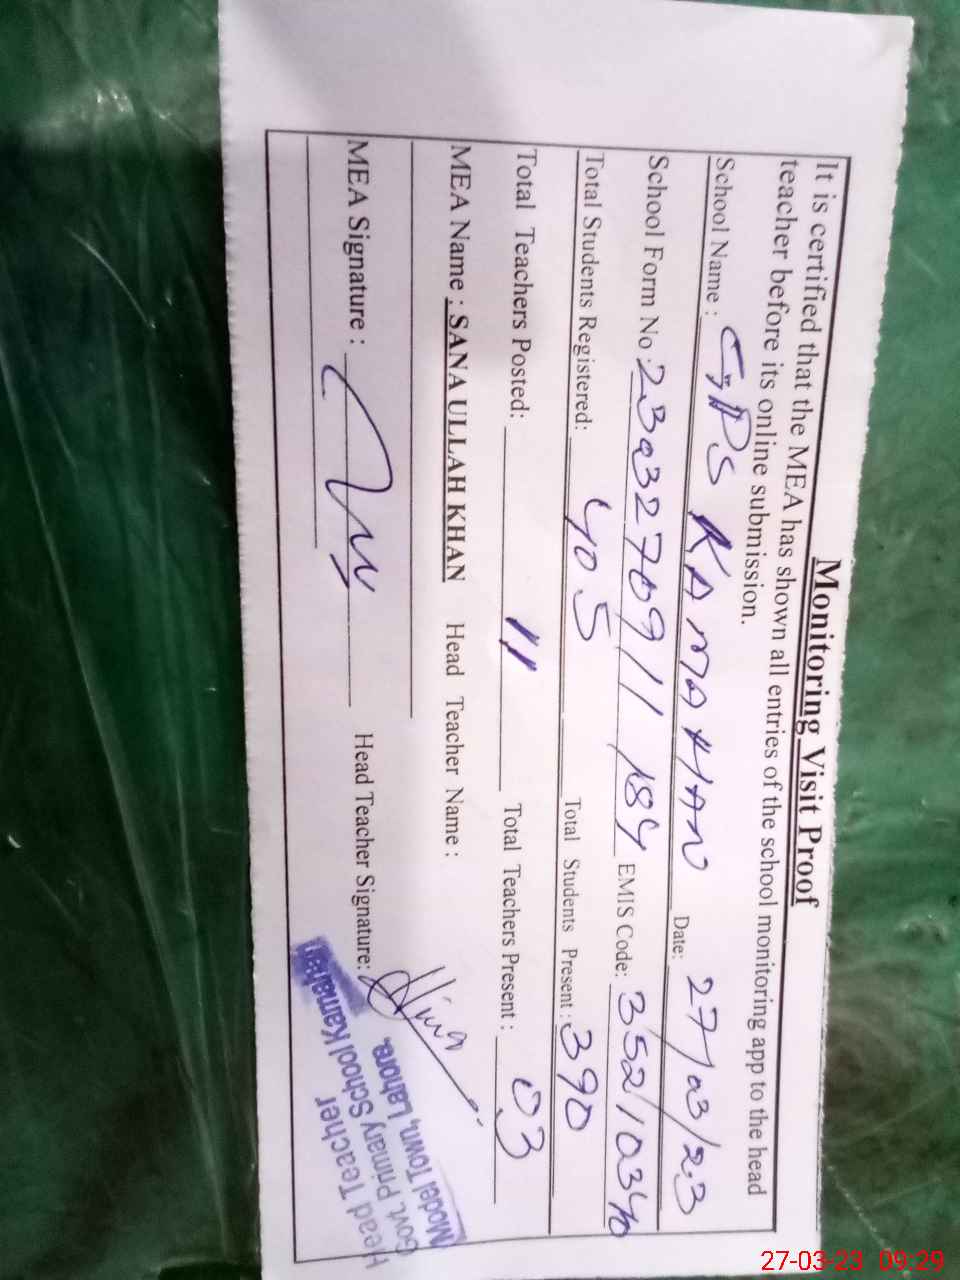 Monitoring Visit Proof
It is certified that the MEA has shown all entries of the school monitoring app to the head
teacher before its online submission.
School Name : GPS KAMAHAN Date: 27/03/23
School Form No : 2303270911184 EMIS Code: 35210340
Total Students Registered: 405 Total Students Present : 390
Total Teachers Posted: 11 Total Teachers Present : 03
MEA Name : SANA ULLAH KHAN Head Teacher Name :
MEA Signature : Head Teacher Signature: Hina
Head Teacher
Govt. Primary School Kamahan
Model Town, Lahore.
27-03-23 09:29